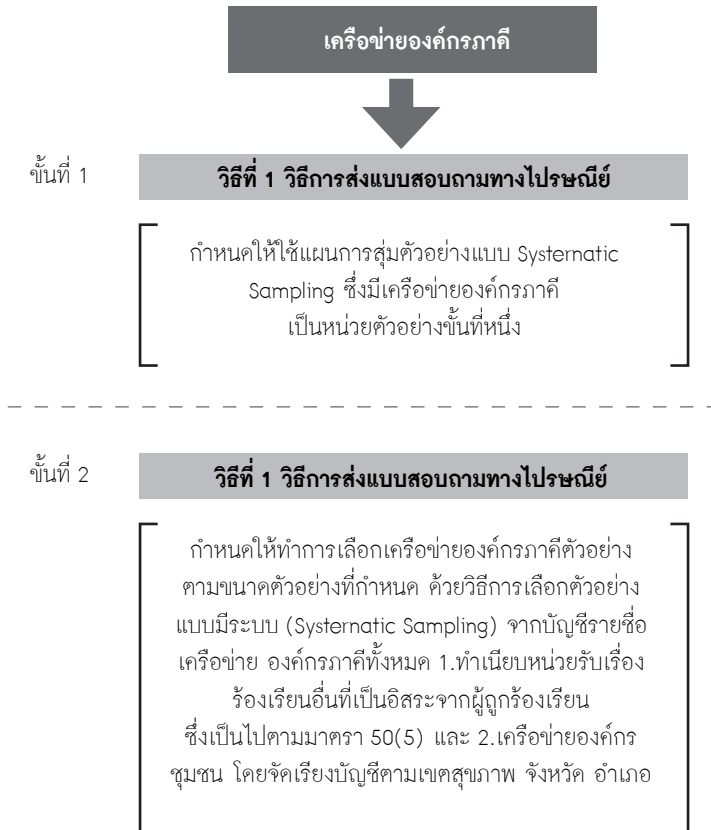 เครือข่ายองค์กรภาคี
ขั้นที่ 1
วิธีที่ 1 วิธีการส่งแบบสอบถามทางไปรษณีย์
กำหนดให้ใช้แผนการสุ่มตัวอย่างแบบ Systernatic
Sampling ซึ่งมีเครือข่ายองค์กรภาคี
เป็นหน่วยตัวอย่างขั้นที่หนึ่ง
ขั้นที่ 2
วิธีที่ 1 วิธีการส่งแบบสอบถามทางไปรษณีย์
กำหนดให้ทำการเลือกเครือข่ายองค์กรภาคีตัวอย่าง
ตามขนาดตัวอย่างที่กำหนด ด้วยวิธีการเลือกตัวอย่าง
แบบมีระบบ (Systernatic Sampling) จากบัญชีรายชื่อ
เครือข่าย องค์กรภาคีทั้งหมด 1.ทำเนียบหน่วยรับเรื่อง
ร้องเรียนอื่นที่เป็นอิสระจากผู้ถูกร้องเรียน
ซึ่งเป็นไปตามมาตรา 50(5) และ 2.เครือข่ายองค์กร
ชุมชน โดยจัดเรียงบัญชีตามเขตสุขภาพ จังหวัด อำเภอ